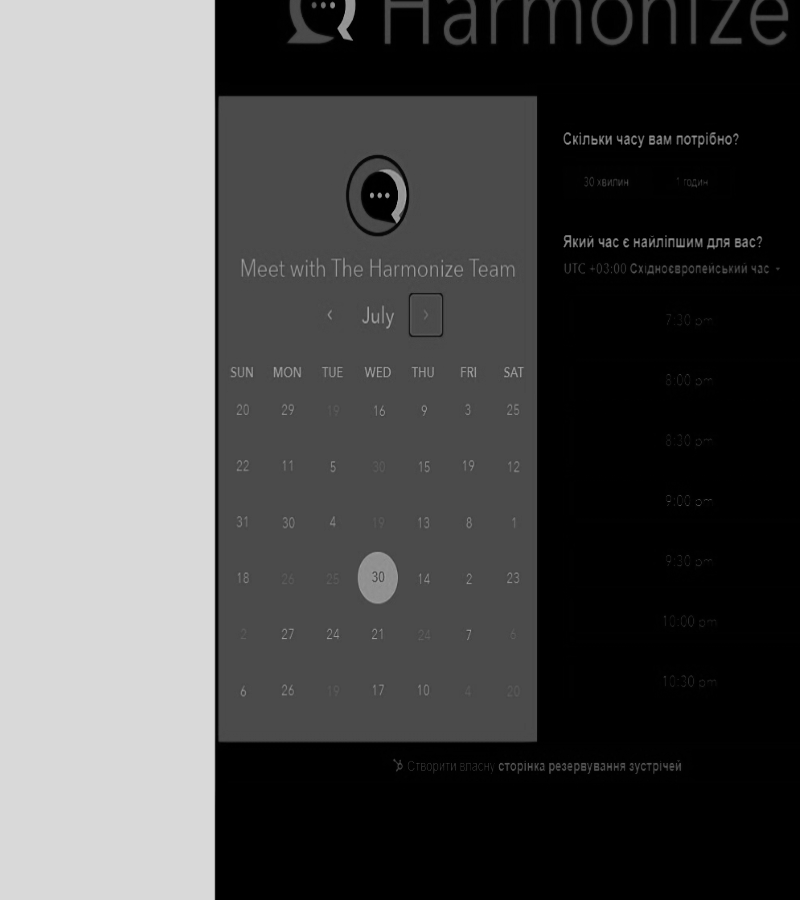 Harmonize
Meet with The Harmonize Team
‹ July ›
SUN MON TUE WED THU FRI SAT
20 29 19 16 9 3 25
22 11 5 30 15 19 12
31 30 4 19 13 8 1
18 26 25 30 14 2 23
2 27 24 21 24 7 6
6 26 19 17 10 4 20
Скільки часу вам потрібно?
30 хвилин 1 годин
Який час є найліпшим для вас?
UTC +03:00 Східноєвропейський час
7:30 pm
8:00 pm
8:30 pm
9:00 pm
9:30 pm
10:00 pm
10:30 pm
Створити власну сторінка резервування зустрічей